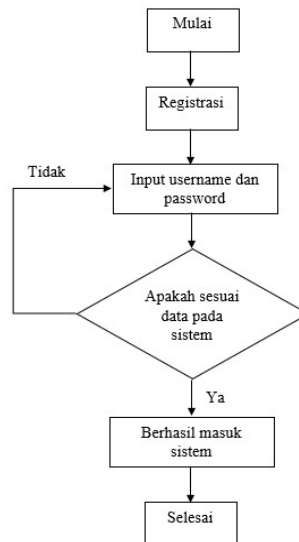 Mulai
Registrasi
Tidak
Input username dan
password
Apakah sesuai
data pada
sistem
Ya
Berhasil masuk
sistem
Selesai